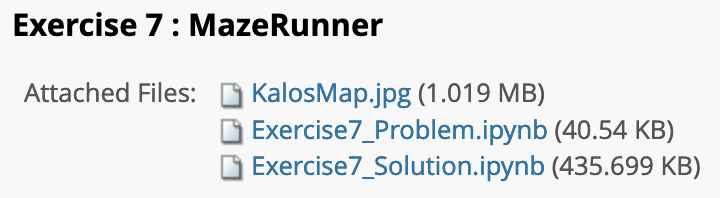 Exercise 7 : MazeRunner
Attached Files: KalosMap.jpg (1.019 MB)
Exercise7_Problem.ipynb (40.54 KB)
Exercise7_Solution.ipynb (435.699 KB)